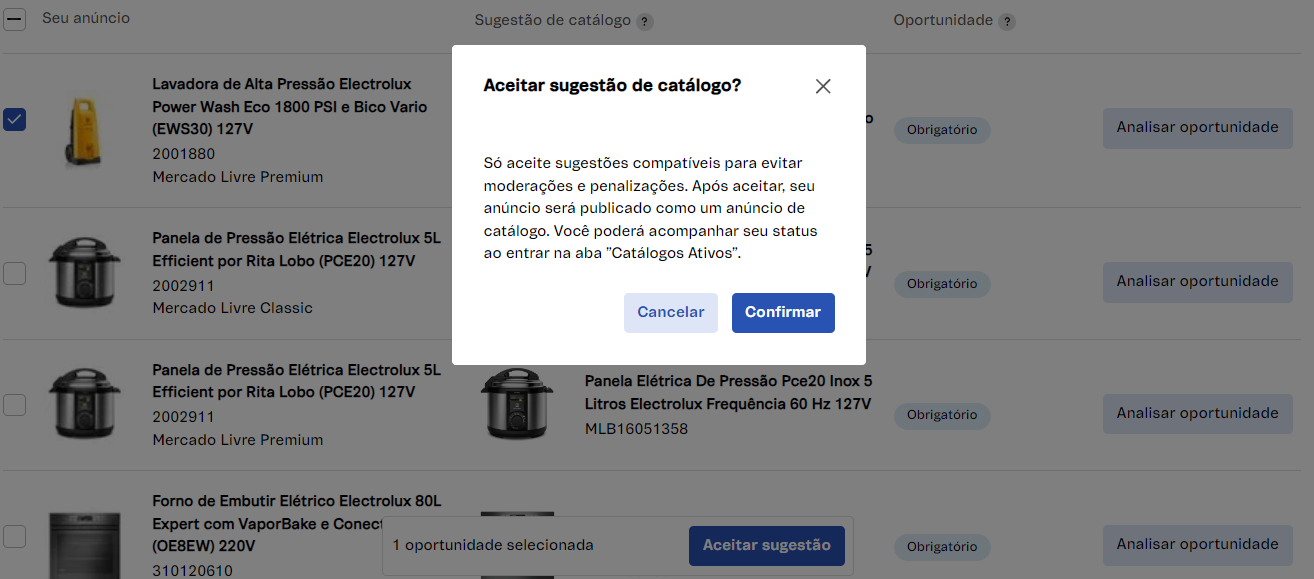 Seu anúncio
Sugestão de catálogo ?
Oportunidade ?
Lavadora de Alta Pressão Electrolux
Power Wash Eco 1800 PSI e Bico Vario
(EWS30) 127V
2001880
Mercado Livre Premium
o
Obrigatório
Analisar oportunidade
Aceitar sugestão de catálogo?
Só aceite sugestões compatíveis para evitar
moderações e penalizações. Após aceitar, seu
anúncio será publicado como um anúncio de
catálogo. Você poderá acompanhar seu status
ao entrar na aba ”Catálogos Ativos”.
Cancelar
Confirmar
Panela de Pressão Elétrica Electrolux 5L
Efficient por Rita Lobo (PCE20) 127V
2002911
Mercado Livre Classic
5
Obrigatório
Analisar oportunidade
Panela de Pressão Elétrica Electrolux 5L
Efficient por Rita Lobo (PCE20) 127V
2002911
Mercado Livre Premium
Panela Elétrica De Pressão Pce20 Inox 5
Litros Electrolux Frequência 60 Hz 127V
MLB16051358
Obrigatório
Analisar oportunidade
Forno de Embutir Elétrico Electrolux 80L
Expert com VaporBake e Conect
(OE8EW) 220V
310120610
1 oportunidade selecionada
Aceitar sugestão
Obrigatório
Analisar oportunidade